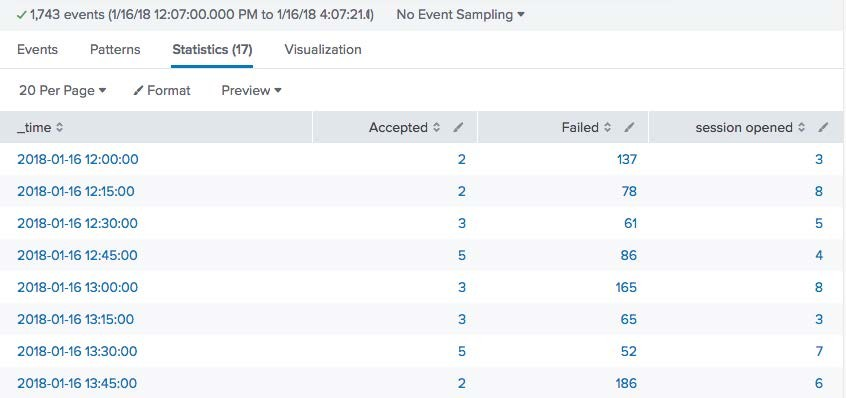 1,743 events (1/16/18 12:07:00.000 PM to 1/16/18 4:07:21.() No Event Sampling
Events Patterns Statistics (17) Visualization
20 Per Page Format Preview
_time Accepted Failed session opened
2018-01-16 12:00:00 2 137 3
2018-01-16 12:15:00 2 78 8
2018-01-16 12:30:00 3 61 5
2018-01-16 12:45:00 5 86 4
2018-01-16 13:00:00 3 165 8
2018-01-16 13:15:00 3 65 3
2018-01-16 13:30:00 5 52 7
2018-01-16 13:45:00 2 186 6